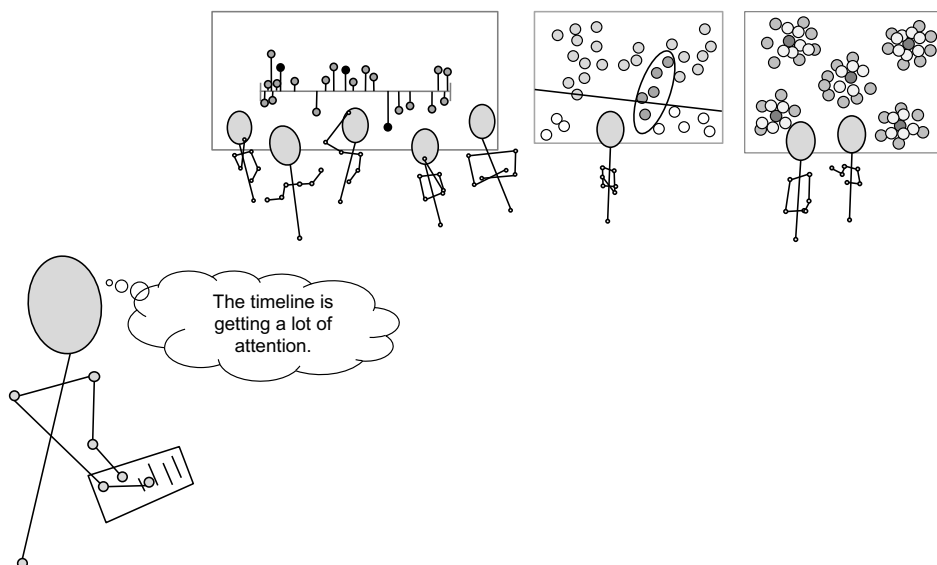 The timeline is
getting a lot of
attention.